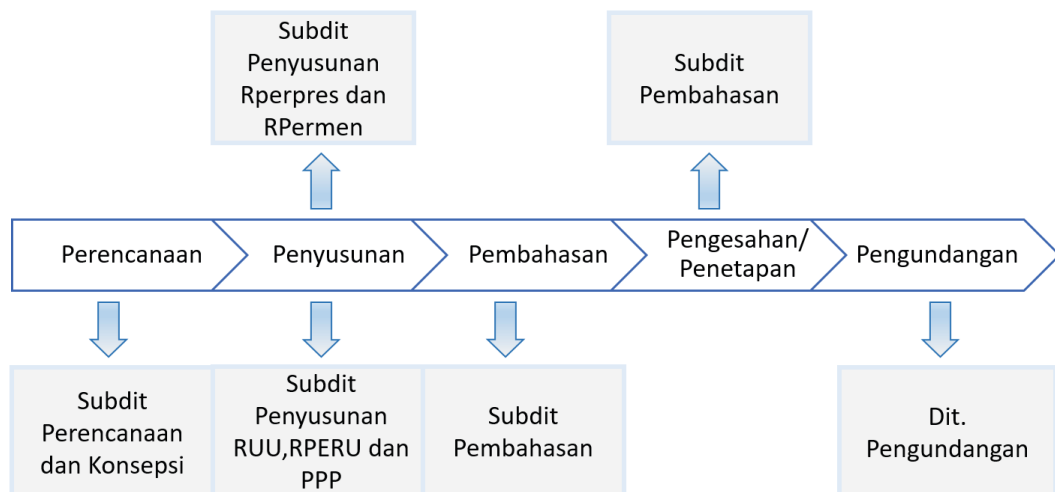 Subdit
Penyusunan
Rperpres dan
RPermen
Subdit
Pembahasan
Perencanaan
Penyusunan
Pembahasan
Pengesahan/
Penetapan
Pengundangan
Subdit
Perencanaan
dan Konsepsi
Subdit
Penyusunan
RUU,RPERU dan
PPP
Subdit
Pembahasan
Dit.
Pengundangan